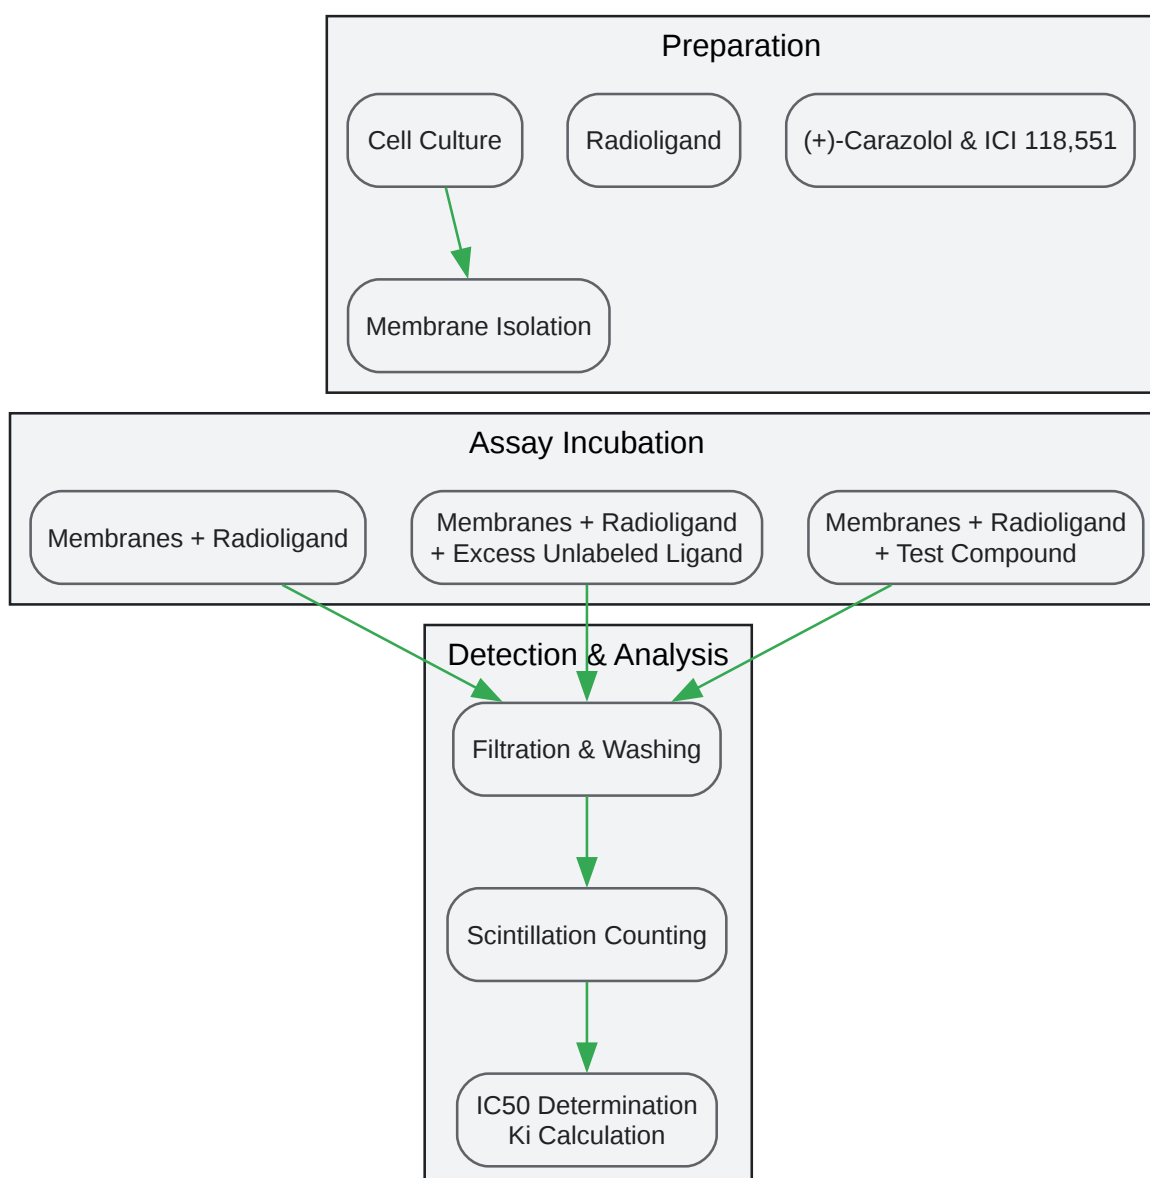 Preparation
Cell Culture
Radioligand
(+)-Carazolol & ICI 118,551
Membrane Isolation
Assay Incubation
Membranes + Radioligand
Membranes + Radioligand
+ Excess Unlabeled Ligand
Membranes + Radioligand
+ Test Compound
Detection & Analysis
Filtration & Washing
Scintillation Counting
IC50 Determination
Ki Calculation